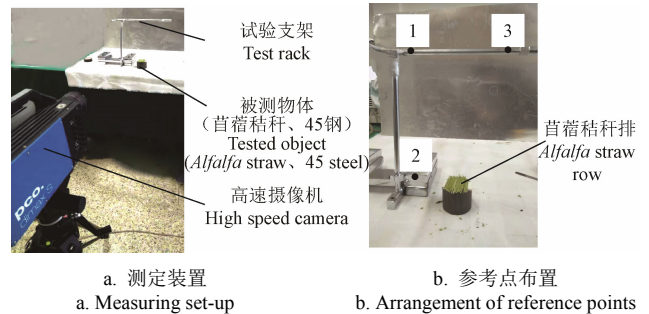 试验支架
Test rack
被测物体
（苜蓿秸秆、45钢）
Tested object
(Alfalfa straw、45 steel)
高速摄像机
High speed camera
pco.
1
3
2
苜蓿秸秆排
Alfalfa straw
row
a. 测定装置
a. Measuring set-up
b. 参考点布置
b. Arrangement of reference points